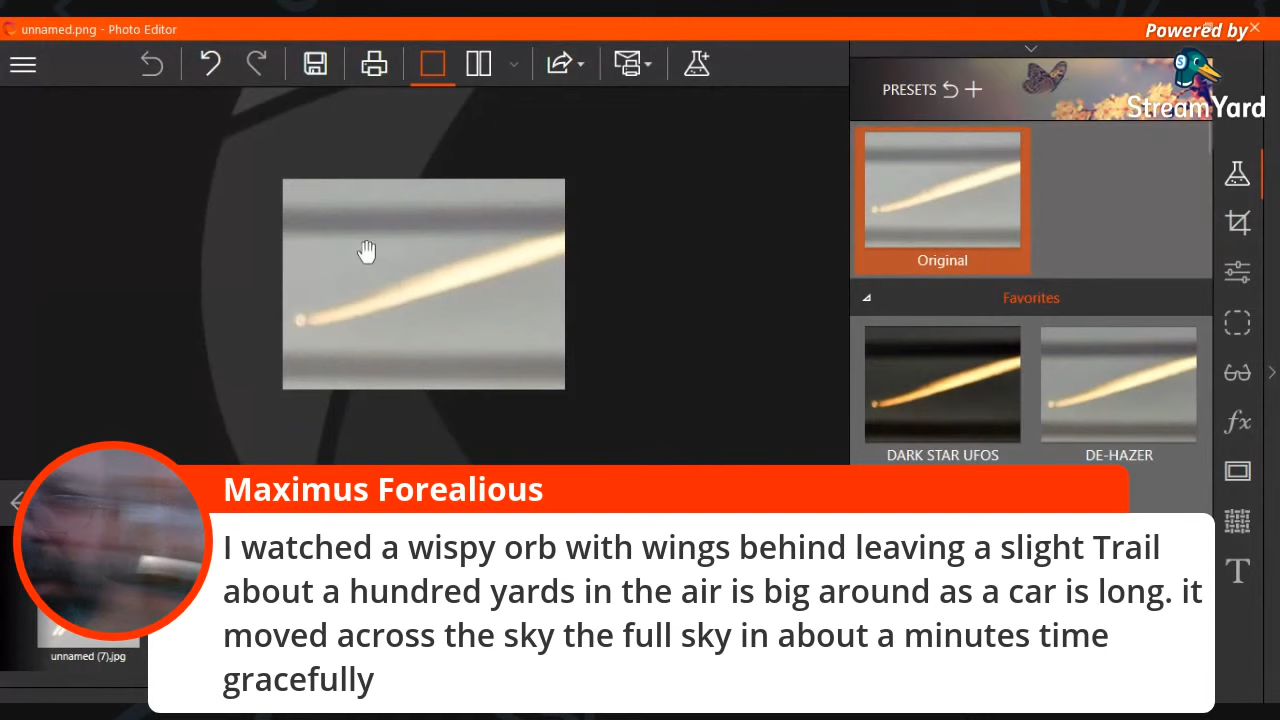 unnamed.png - Photo Editor
Powered by
PRESETS
StreamYard
Original
Favorites
DARK STAR UFOS
DE-HAZER
fx
T
Maximus Forealious
I watched a wispy orb with wings behind leaving a slight Trail
about a hundred yards in the air is big around as a car is long. it
moved across the sky the full sky in about a minutes time
gracefully
unnamed (7).jpg